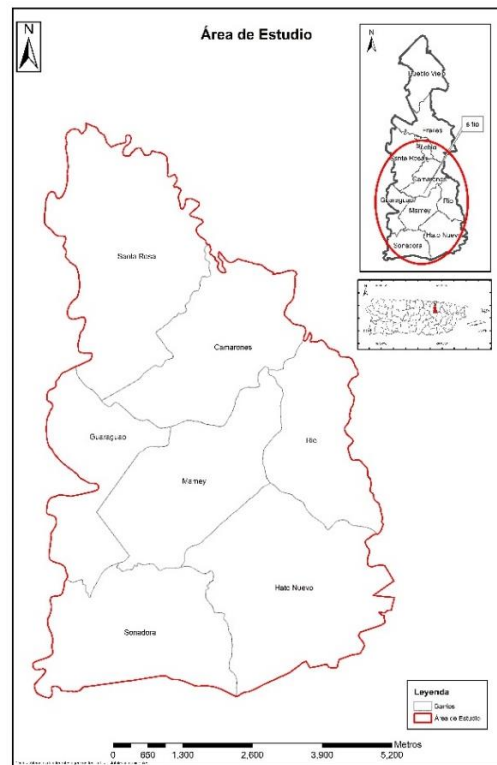 Área de Estudio
N
N
Pueblo Viejo
Frailes
Santa Rosa
Camarones
Guaraguao
Río
Mamey
Hato Nuevo
Sonadora
Santa Rosa
Camarones
Guaraguao
Río
Mamey
Hato Nuevo
Sonadora
Leyenda
Barrios
Área de Estudio
Metros
0 650 1,300 2,600 3,900 5,200